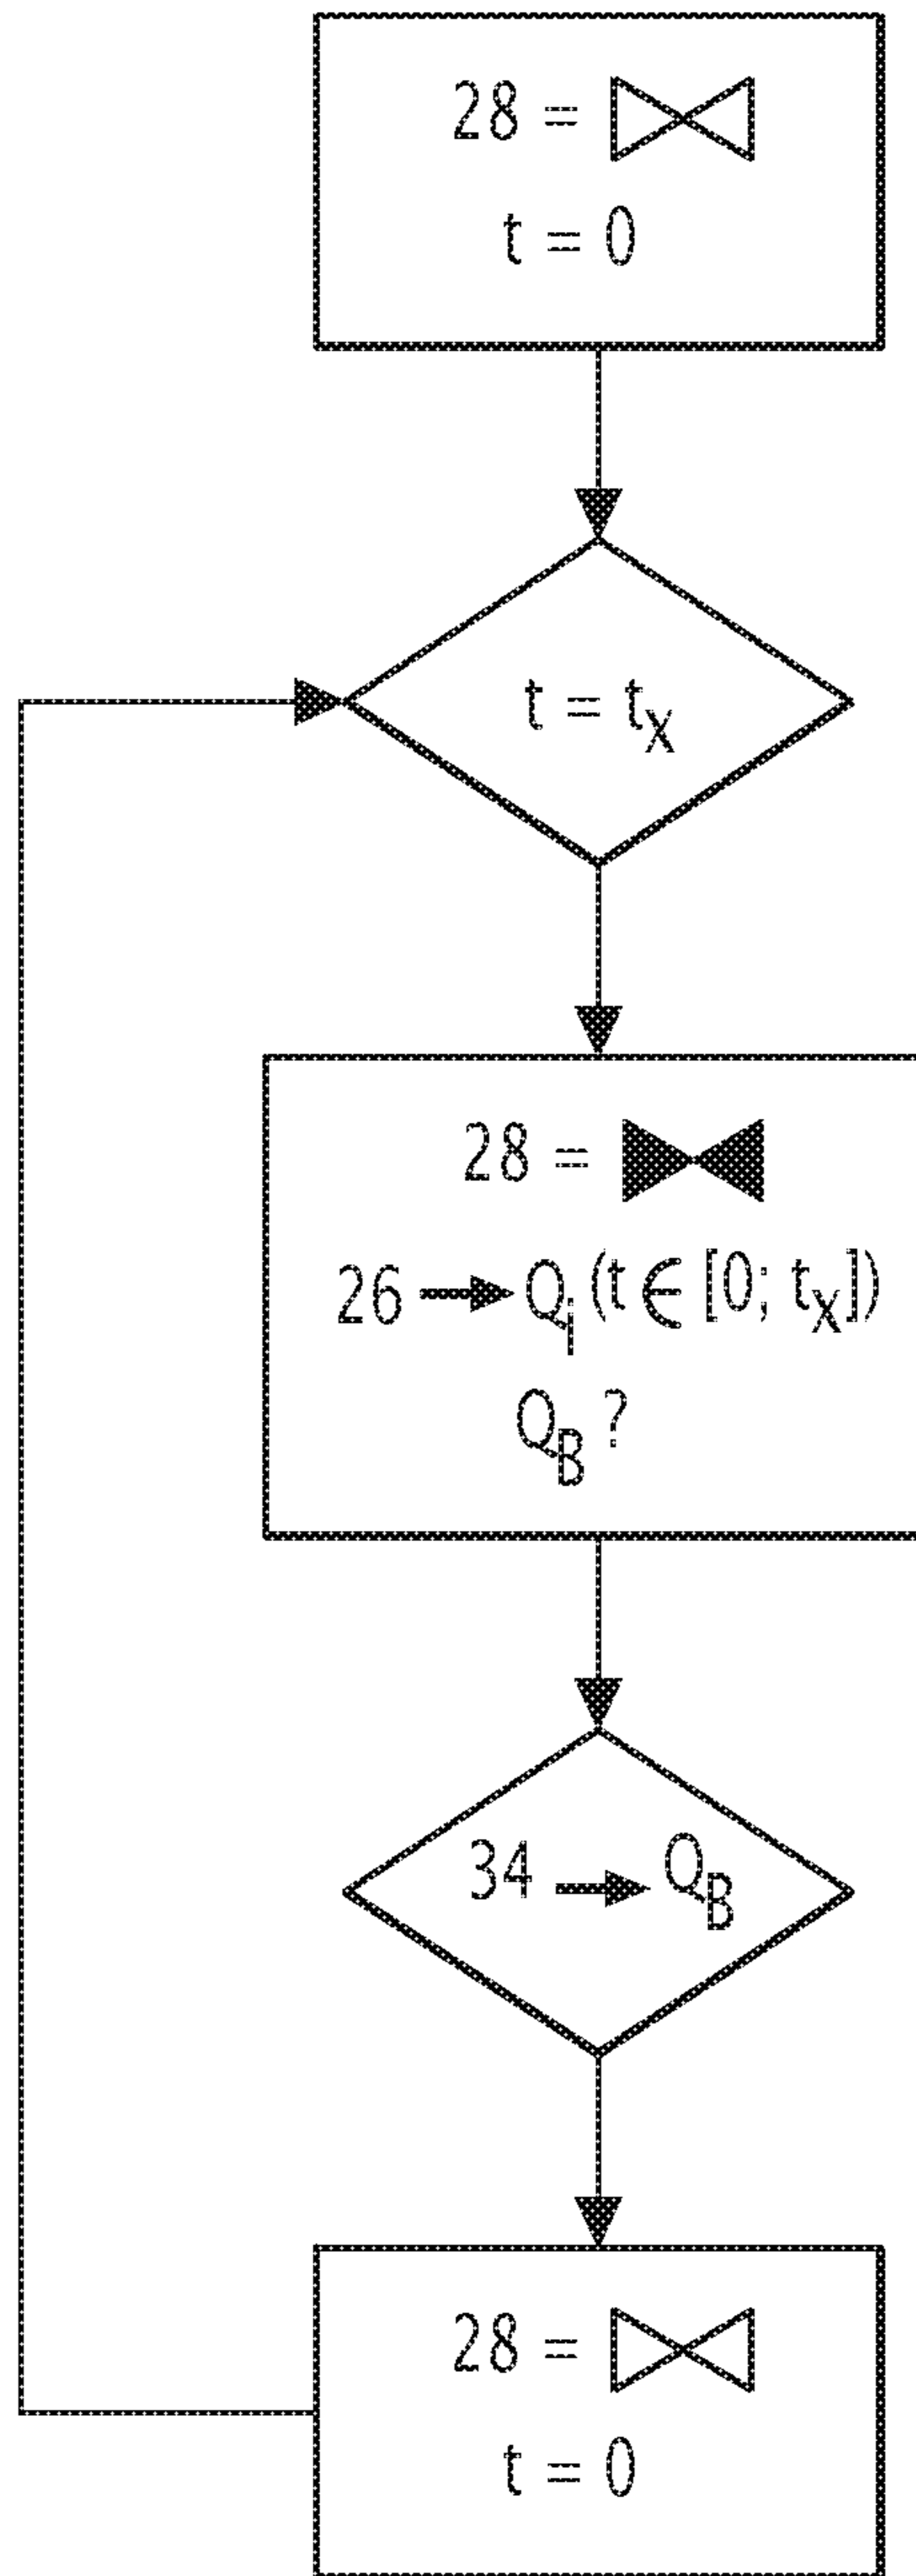 28 = ⋈
t = 0
t = tX
28 = ⧓
26 → Qi (t ∈ [0; tX])
QB ?
34 → QB
28 = ⋈
t = 0